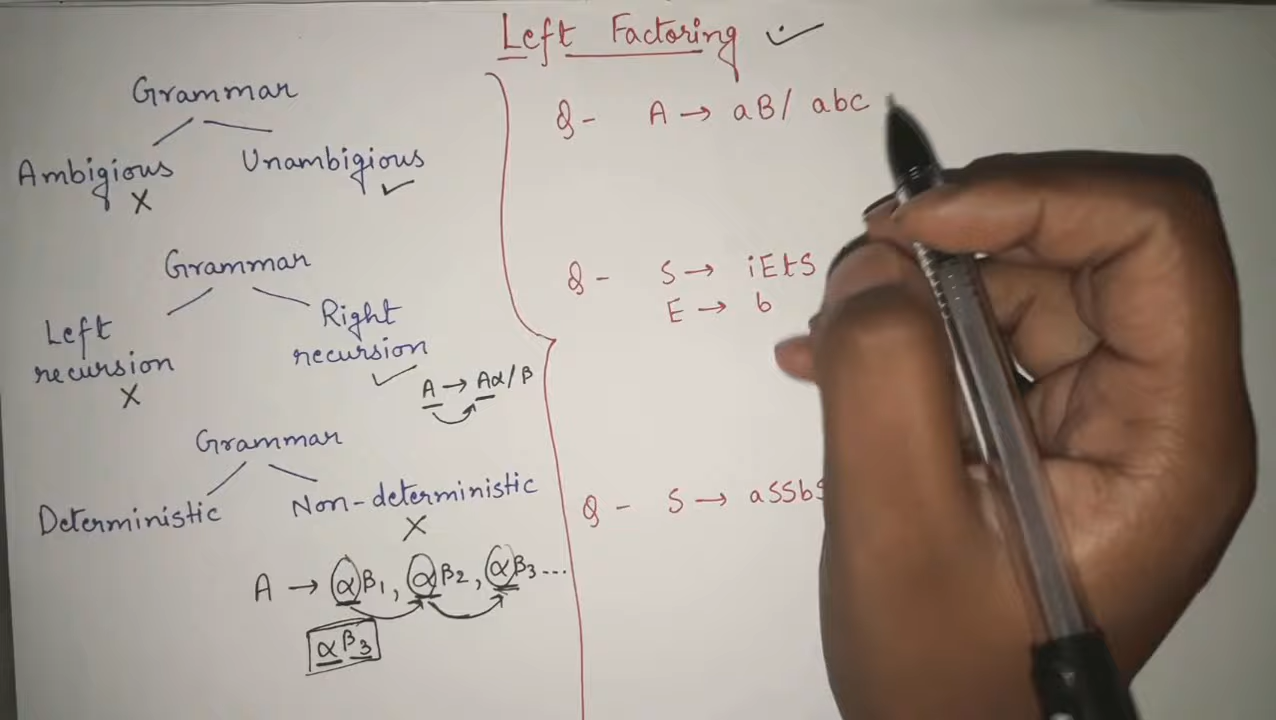 Left Factoring
Grammar
Ambigious Unambigious
X
Grammar
Left recursion Right recursion
X
A → Aα/β
Grammar
Deterministic Non-deterministic
X
A → αβ1, αβ2, αβ3...
αβ3
Q- A → aB/ abc
Q- S → iEtS
E → b
Q- S → aSSbS